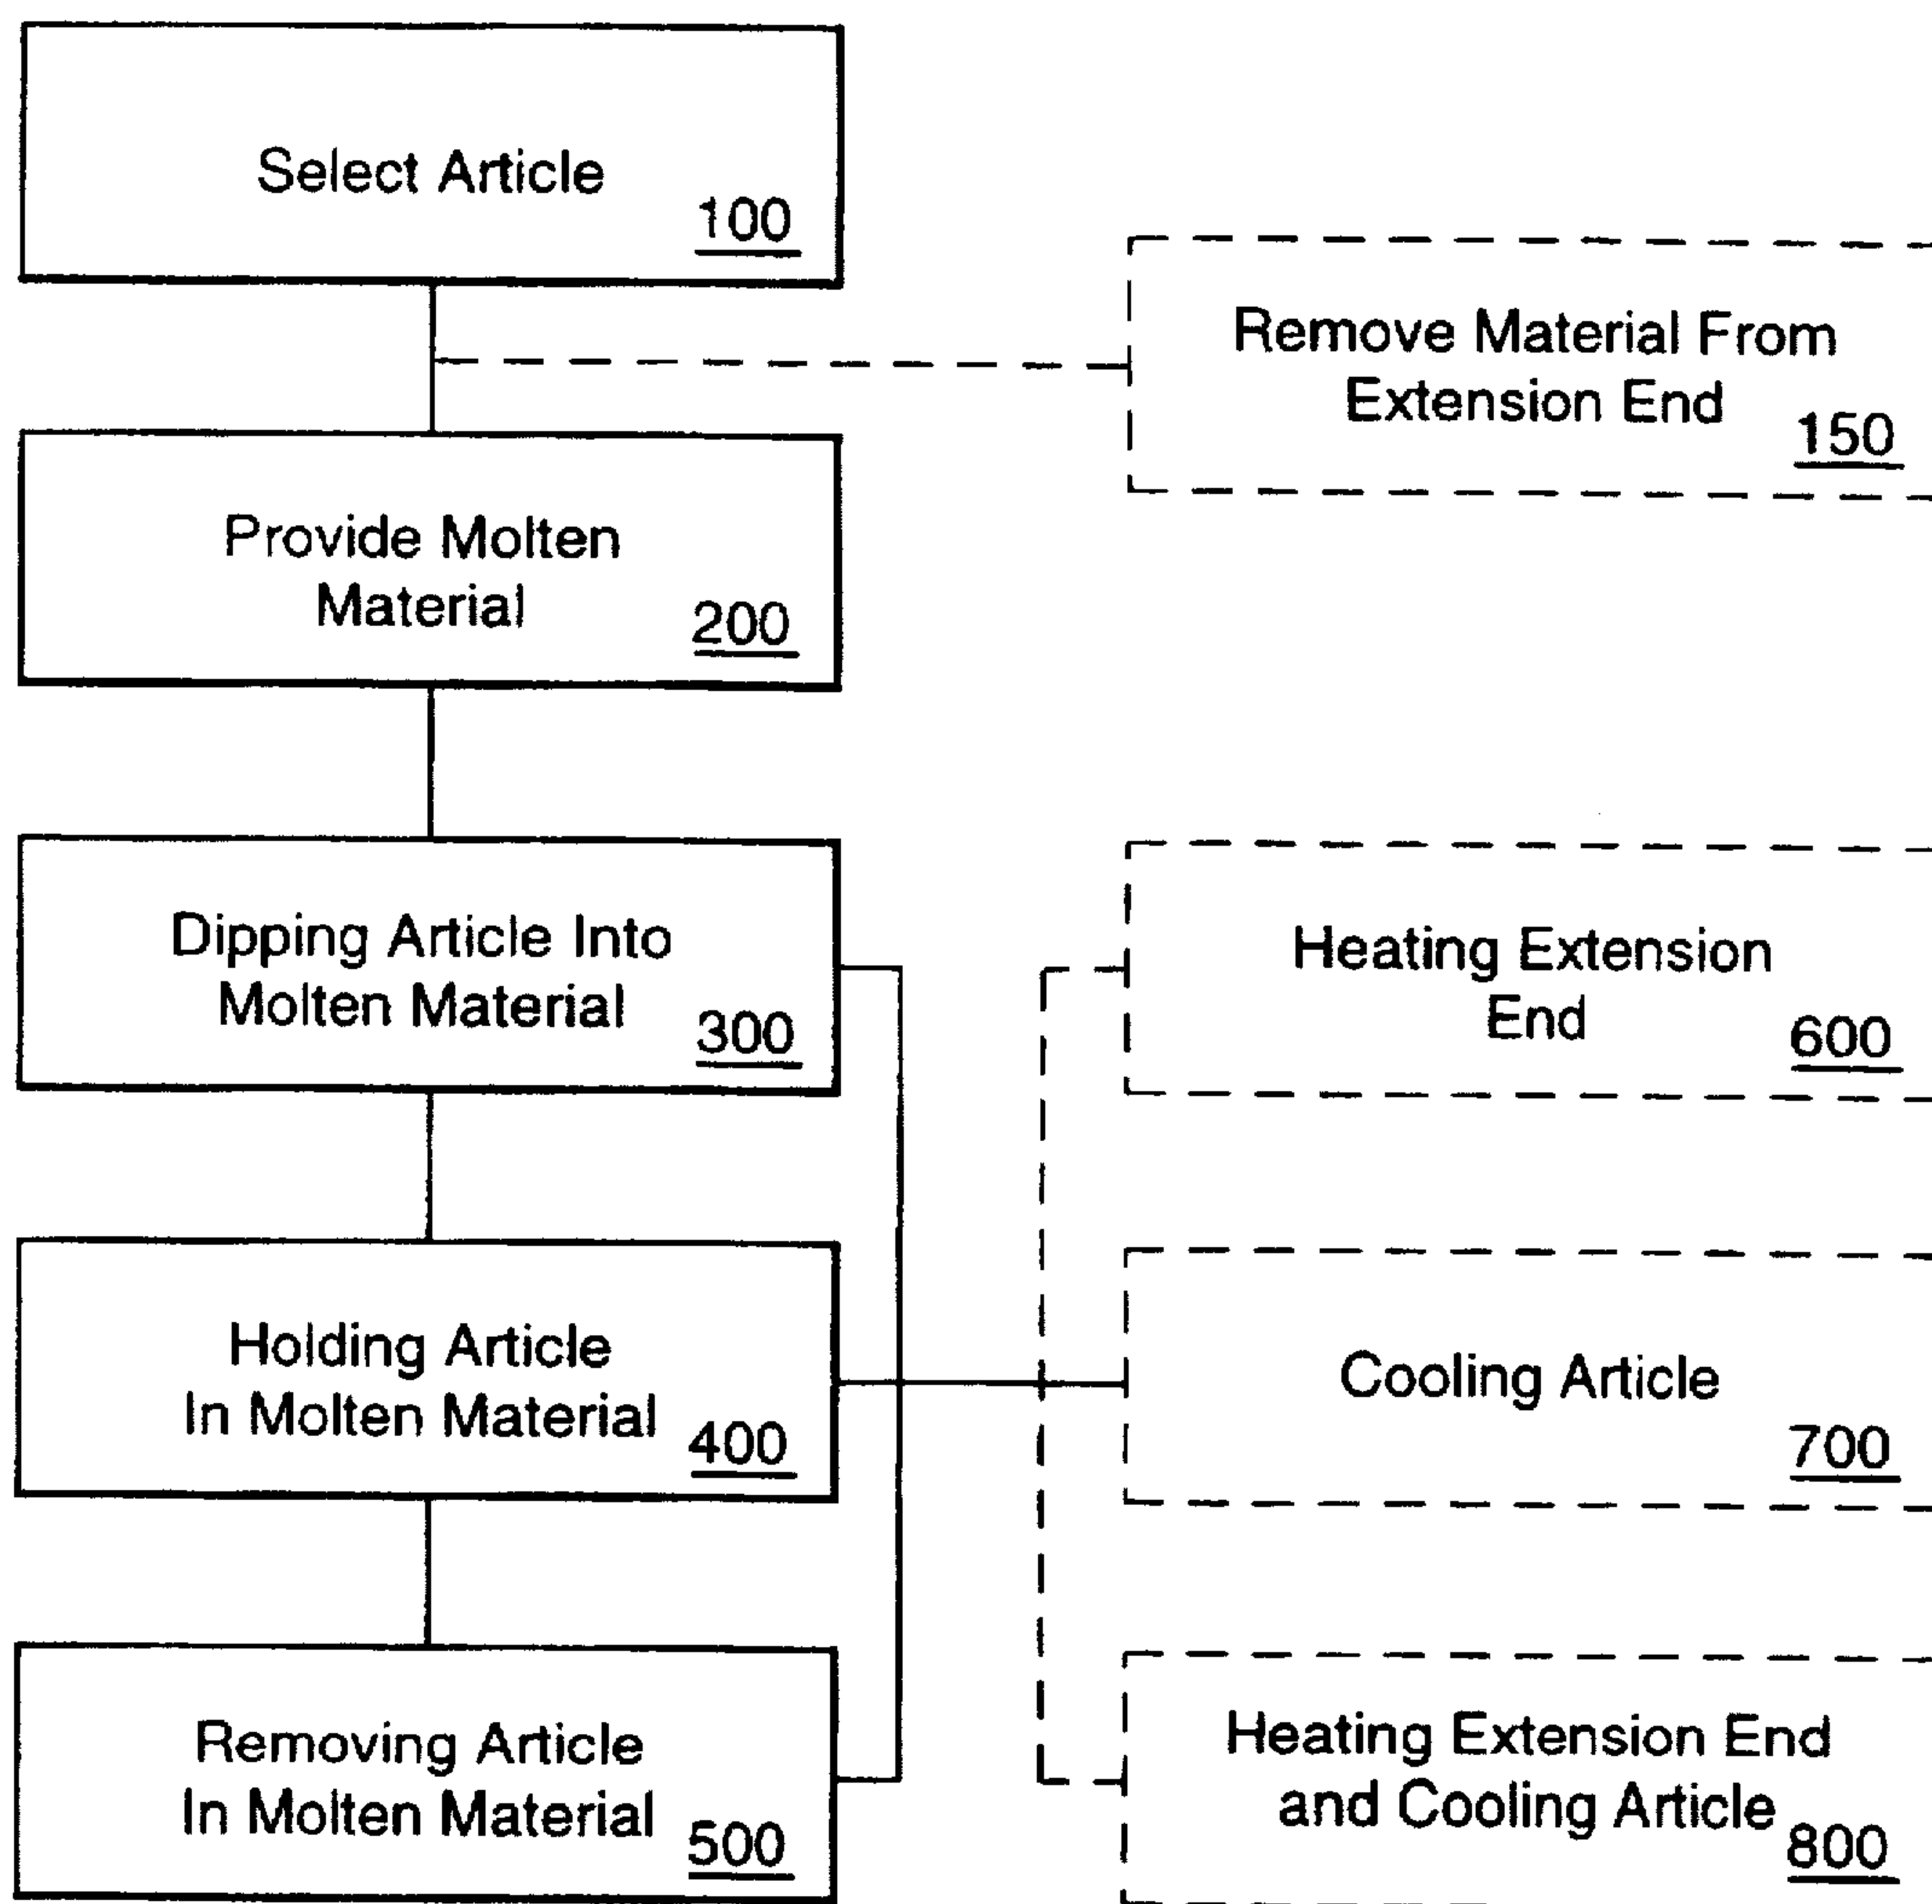 Select Article
100
Remove Material From
Extension End
150
Provide Molten
Material
200
Dipping Article Into
Molten Material
300
Heating Extension
End
600
Holding Article
In Molten Material
400
Cooling Article
700
Removing Article
In Molten Material
500
Heating Extension End
and Cooling Article
800